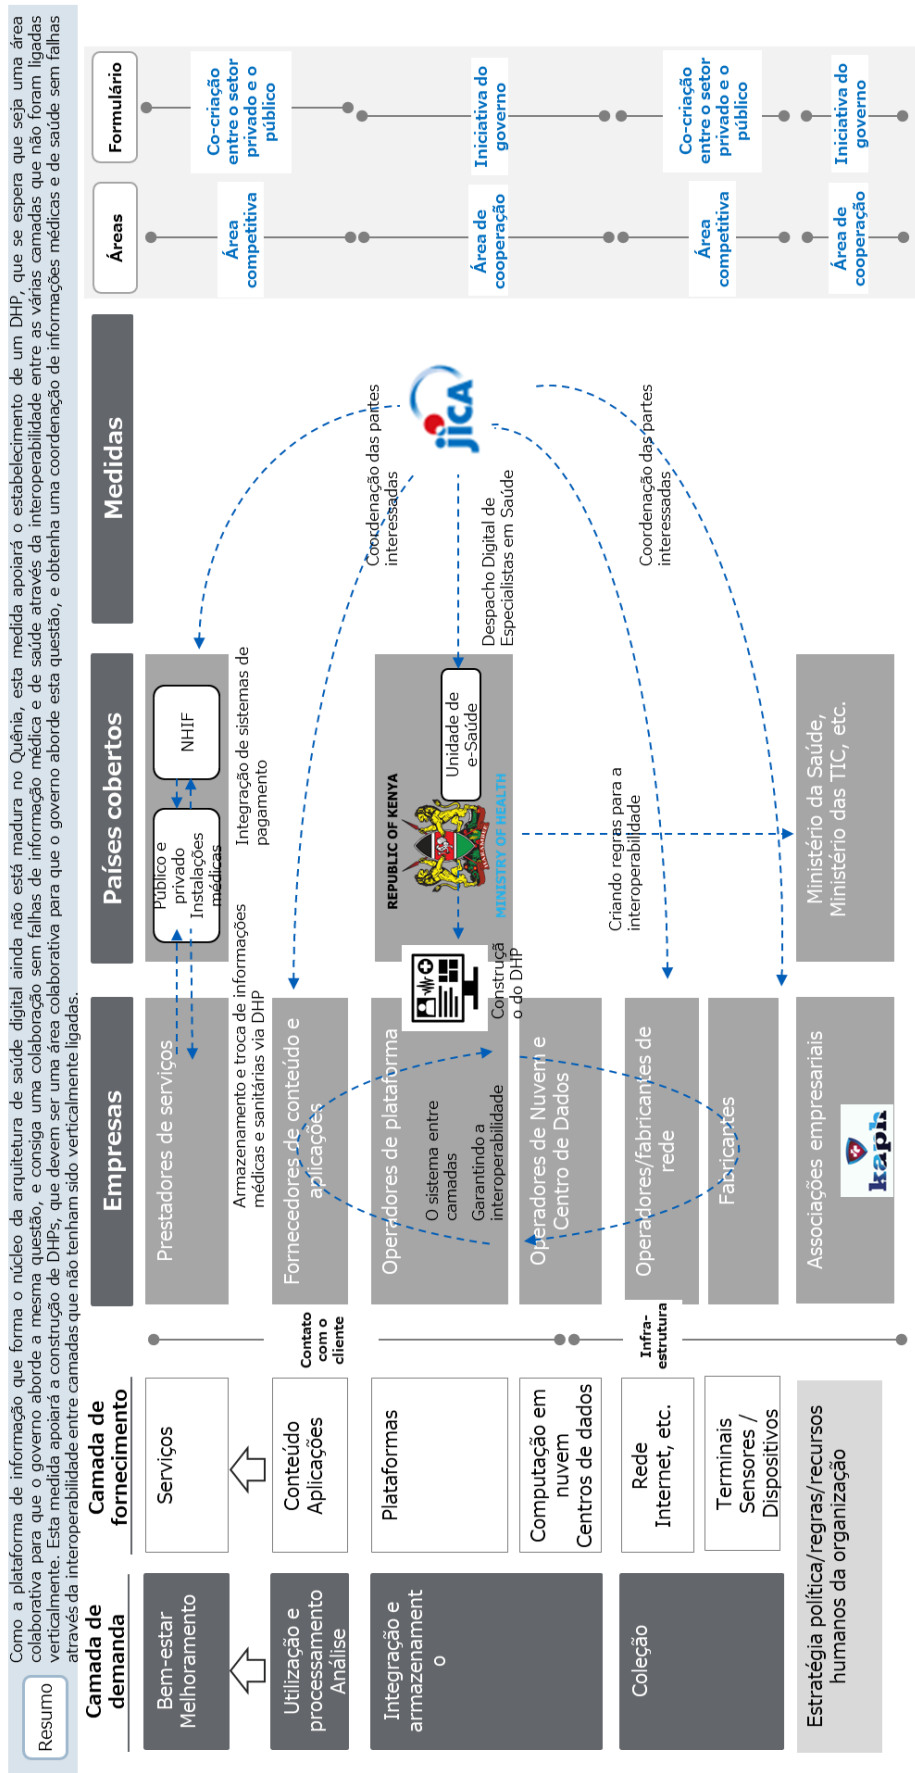 Resumo
Como a plataforma de informação que forma o núcleo da arquitetura de saúde digital ainda não está madura no Quênia, esta medida apoiará o estabelecimento de um DHP, que se espera que seja uma área
colaborativa para que o governo aborde a mesma questão, e consiga uma colaboração sem falhas de informação médica e de saúde através da interoperabilidade entre as várias camadas que não foram ligadas
verticalmente. Esta medida apoiará a construção de DHPs, que devem ser uma área colaborativa para que o governo aborde esta questão, e obtenha uma coordenação de informações médicas e de saúde sem falhas
através da interoperabilidade entre camadas que não tenham sido verticalmente ligadas.
Camada de
demanda
Camada de
fornecimento
Empresas
Países cobertos
Medidas
Áreas
Formulário
Bem-estar
Melhoramento
Serviços
Prestadores de serviços
Público e
privado
Instalações
médicas
NHIF
Área
competitiva
Co-criação
entre o setor
privado e o
público
Armazenamento e troca de informações
médicas e sanitárias via DHP
Integração de sistemas de
pagamento
Utilização e
processamento
Análise
Conteúdo
Aplicações
Contato
com o
cliente
Fornecedores de conteúdo e
aplicações
Coordenação das partes
interessadas
Integração e
armazenament
o
Plataformas
Operadores de plataforma
O sistema entre
camadas
Garantindo a
interoperabilidade
Construçã
o do DHP
REPUBLIC OF KENYA
MINISTRY OF HEALTH
HARAMBEE
Unidade de
e-Saúde
Despacho Digital de
Especialistas em Saúde
jica
Área de
cooperação
Iniciativa do
governo
Computação em
nuvem
Centros de dados
Operadores de Nuvem e
Centro de Dados
Criando regras para a
interoperabilidade
Coordenação das partes
interessadas
Coleção
Rede
Internet, etc.
Infra-
estrutura
Operadores/fabricantes de
rede
Área
competitiva
Co-criação
entre o setor
privado e o
público
Terminais
Sensores /
Dispositivos
Fabricantes
Estratégia política/regras/recursos
humanos da organização
Associações empresariais
kaph
Ministério da Saúde,
Ministério das TIC, etc.
Área de
cooperação
Iniciativa do
governo